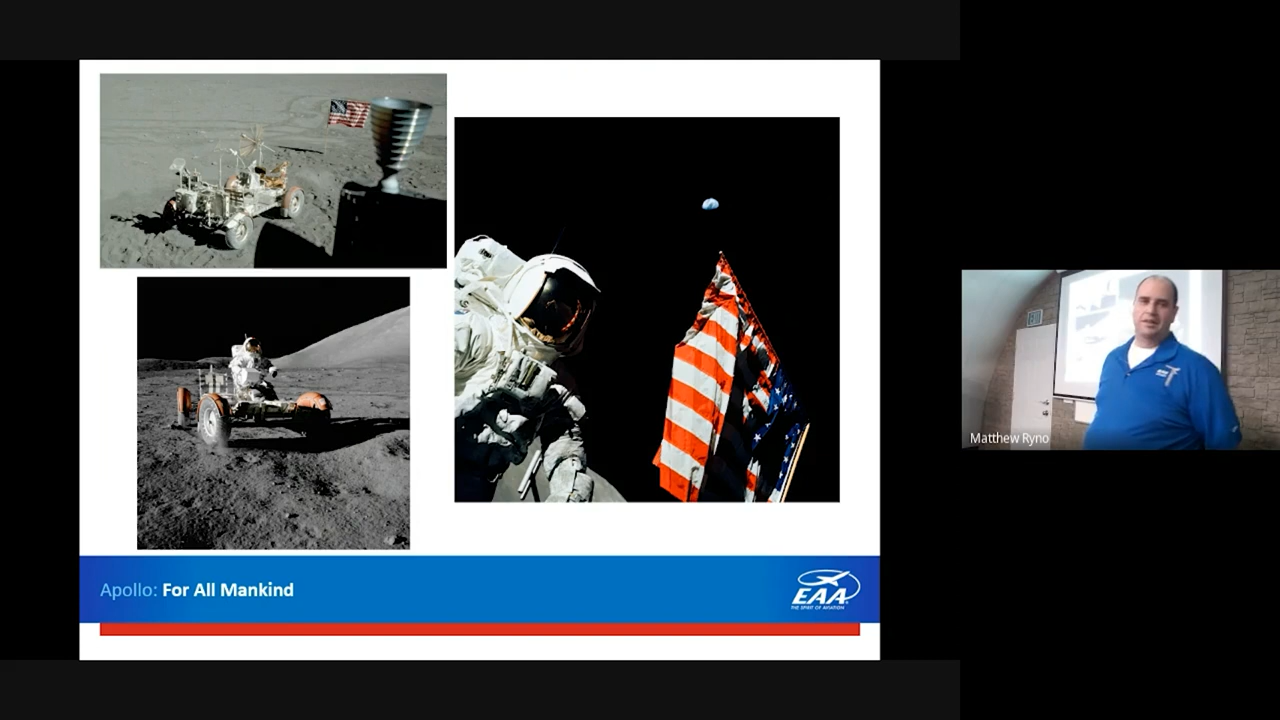 Apollo: For All Mankind
EAA
THE SPIRIT OF AVIATION
Matthew Ryno